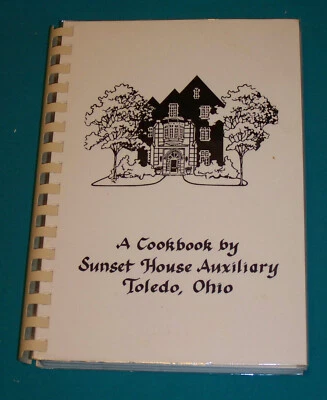 A Cookbook by
Sunset House Auxiliary
Toledo, Ohio